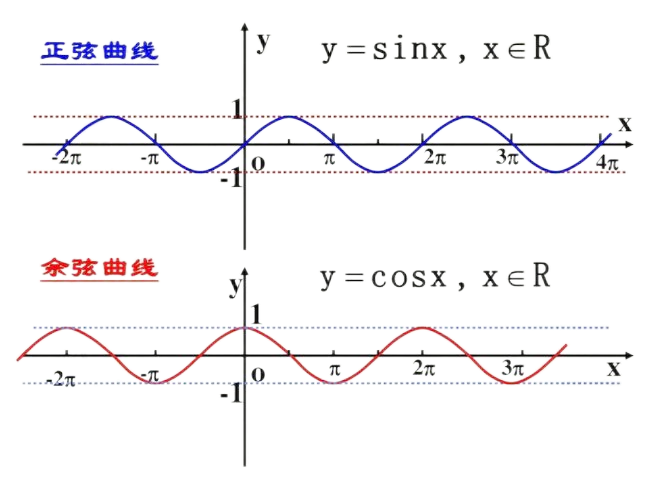 正弦曲线
y
y=sinx, x∈R
1
x
-2π -π o π 2π 3π 4π
-1
余弦曲线
y
y=cosx, x∈R
1
-2π -π o π 2π 3π x
-1